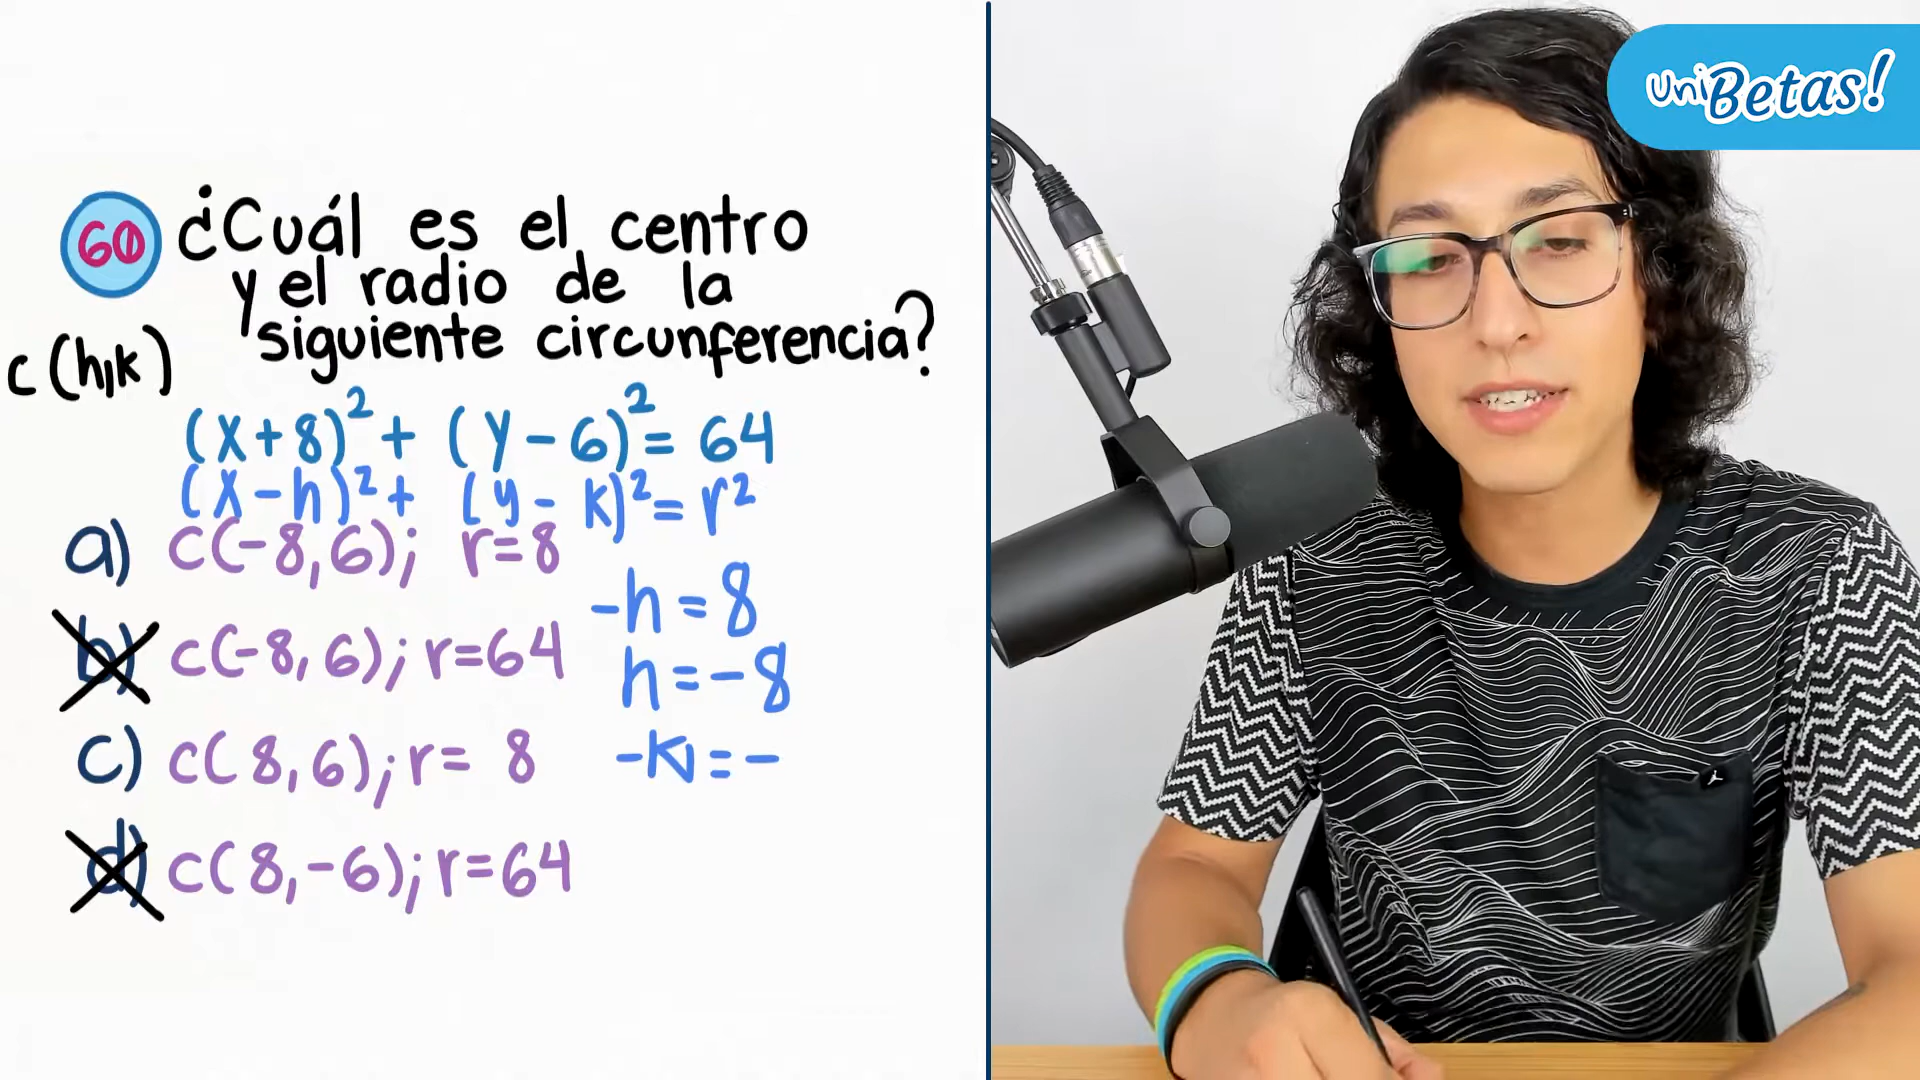 uniBetas!
60 ¿Cuál es el centro
y el radio de la
siguiente circunferencia?
c(h,k)
(x+8)²+ (y-6)²= 64
(x-h)²+ (y-k)²= r²
a) c(-8,6); r=8
b) c(-8,6); r=64
c) c(8,6); r= 8
d) c(8,-6); r=64
-h=8
h=-8
-k=-